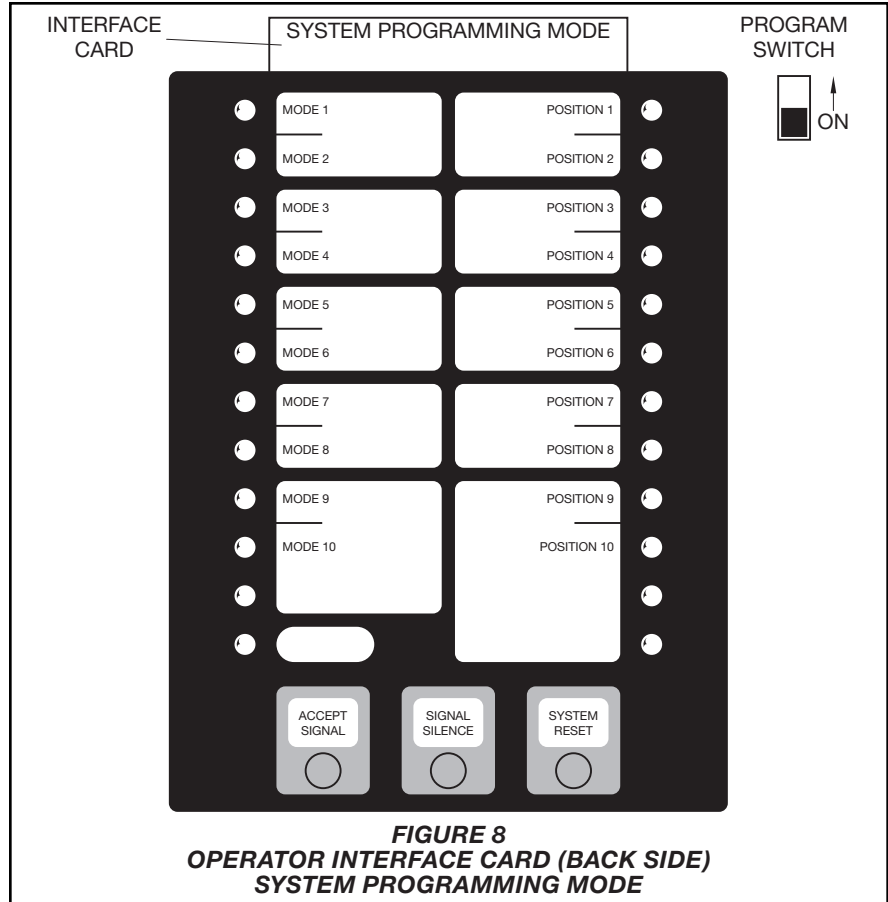 INTERFACE
CARD
SYSTEM PROGRAMMING MODE
PROGRAM
SWITCH
ON
MODE 1
POSITION 1
MODE 2
POSITION 2
MODE 3
POSITION 3
MODE 4
POSITION 4
MODE 5
POSITION 5
MODE 6
POSITION 6
MODE 7
POSITION 7
MODE 8
POSITION 8
MODE 9
POSITION 9
MODE 10
POSITION 10
ACCEPT
SIGNAL
SIGNAL
SILENCE
SYSTEM
RESET
FIGURE 8
OPERATOR INTERFACE CARD (BACK SIDE)
SYSTEM PROGRAMMING MODE